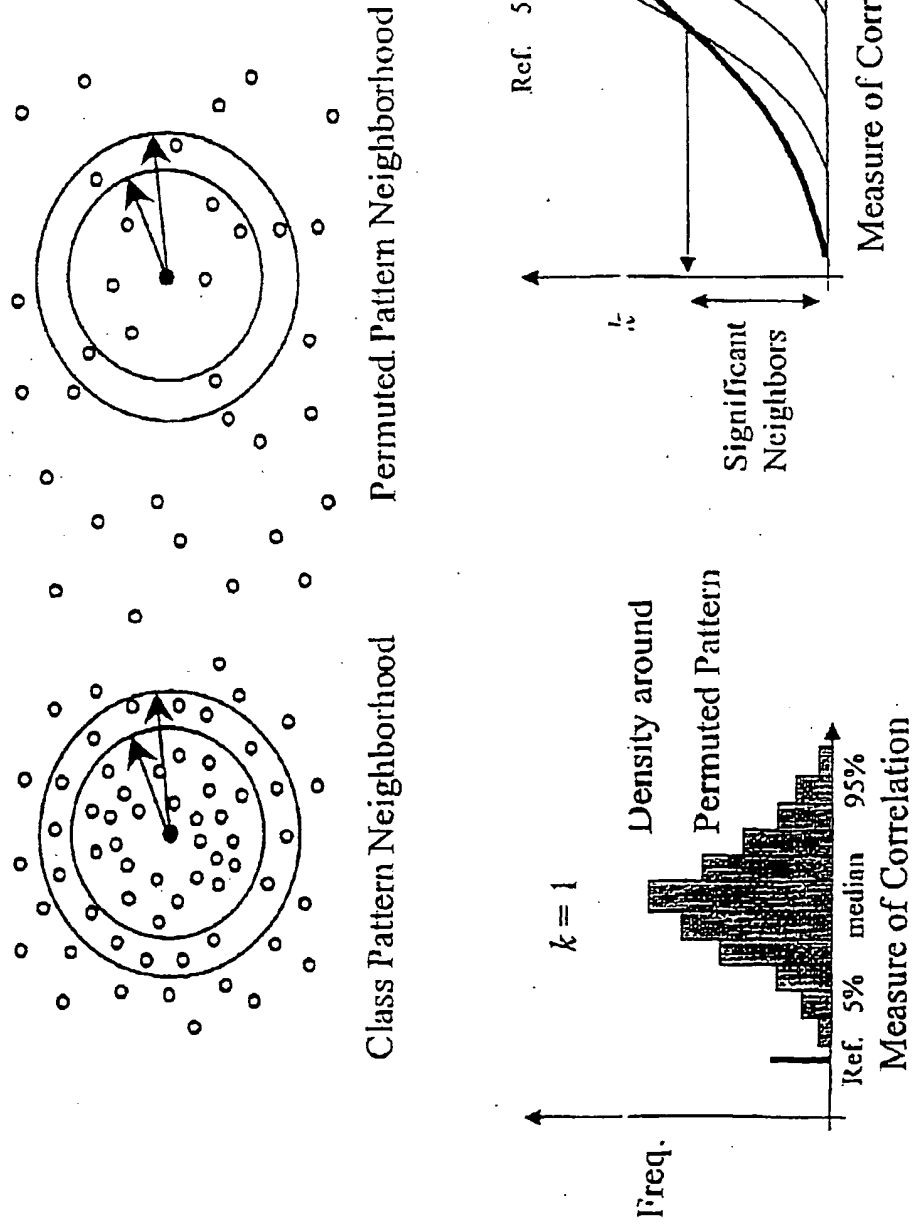 Class Pattern Neighborhood
Permuted Pattern Neighborhood
Freq.
k = 1
Density around
Permuted Pattern
Ref. 5% median 95%
Measure of Correlation
Significant
Neighbors
Ref. 5
Measure of Corr